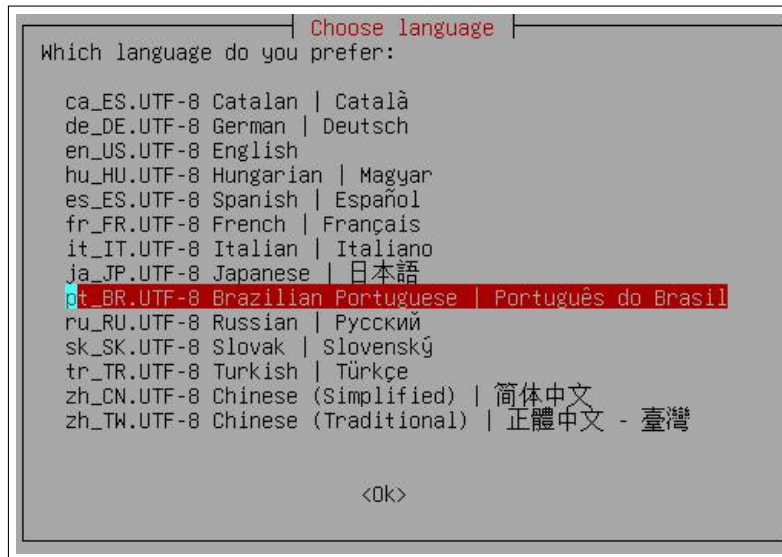 Choose language
Which language do you prefer:
ca_ES.UTF-8 Catalan | Català
de_DE.UTF-8 German | Deutsch
en_US.UTF-8 English
hu_HU.UTF-8 Hungarian | Magyar
es_ES.UTF-8 Spanish | Español
fr_FR.UTF-8 French | Français
it_IT.UTF-8 Italian | Italiano
ja_JP.UTF-8 Japanese | 日本語
pt_BR.UTF-8 Brazilian Portuguese | Português do Brasil
ru_RU.UTF-8 Russian | Русский
sk_SK.UTF-8 Slovak | Slovenský
tr_TR.UTF-8 Turkish | Türkçe
zh_CN.UTF-8 Chinese (Simplified) | 简体中文
zh_TW.UTF-8 Chinese (Traditional) | 正體中文 - 臺灣
<Ok>